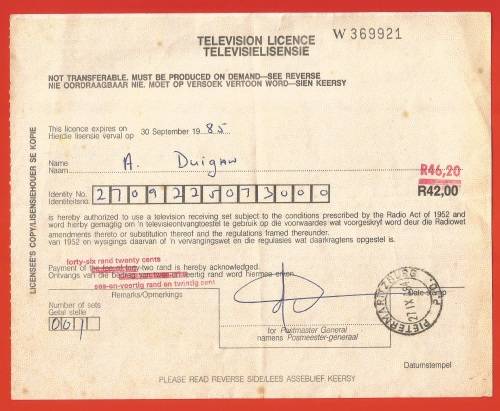 TELEVISION LICENCE
TELEVISIELISENSIE
W 369921
NOT TRANSFERABLE. MUST BE PRODUCED ON DEMAND—SEE REVERSE
NIE OORDRAAGBAAR NIE. MOET OP VERSOEK VERTOON WORD—SIEN KEERSY
LICENSEE'S COPY/LISENSIEHOUER SE KOPIE
This licence expires on
Hierdie lisensie verval op
30 September 19 85
Name
Naam
A. Duigan
R46,20
R42,00
Identity No.
Identiteitsno.
2709225073000
is hereby authorized to use a television receiving set subject to the conditions prescribed by the Radio Act of 1952 and
word hierby gemagtig om 'n televisieontvangtoestel te gebruik op die voorwaardes wat voorgeskryf word deur die Radiowet
amendments thereto or substitution thereof and the regulations framed thereunder.
van 1952 en wysigings daarvan of 'n vervangingswet en die regulasies wat daarkragtens opgestel is.
forty-six rand twenty cents
Payment of the fee of forty-two rand is hereby acknowledged.
Ontvangs van die bedrag van twee-en-veertig rand word hiermee erken.
ses-en-veertig rand en twintig sent
Remarks/Opmerkings
Number of sets
Getal stelle
01
for Postmaster General
namens Posmeester-generaal
Date stamp
PIETERMARITZBURG
Datumstempel
PLEASE READ REVERSE SIDE/LEES ASSEBLIEF KEERSY